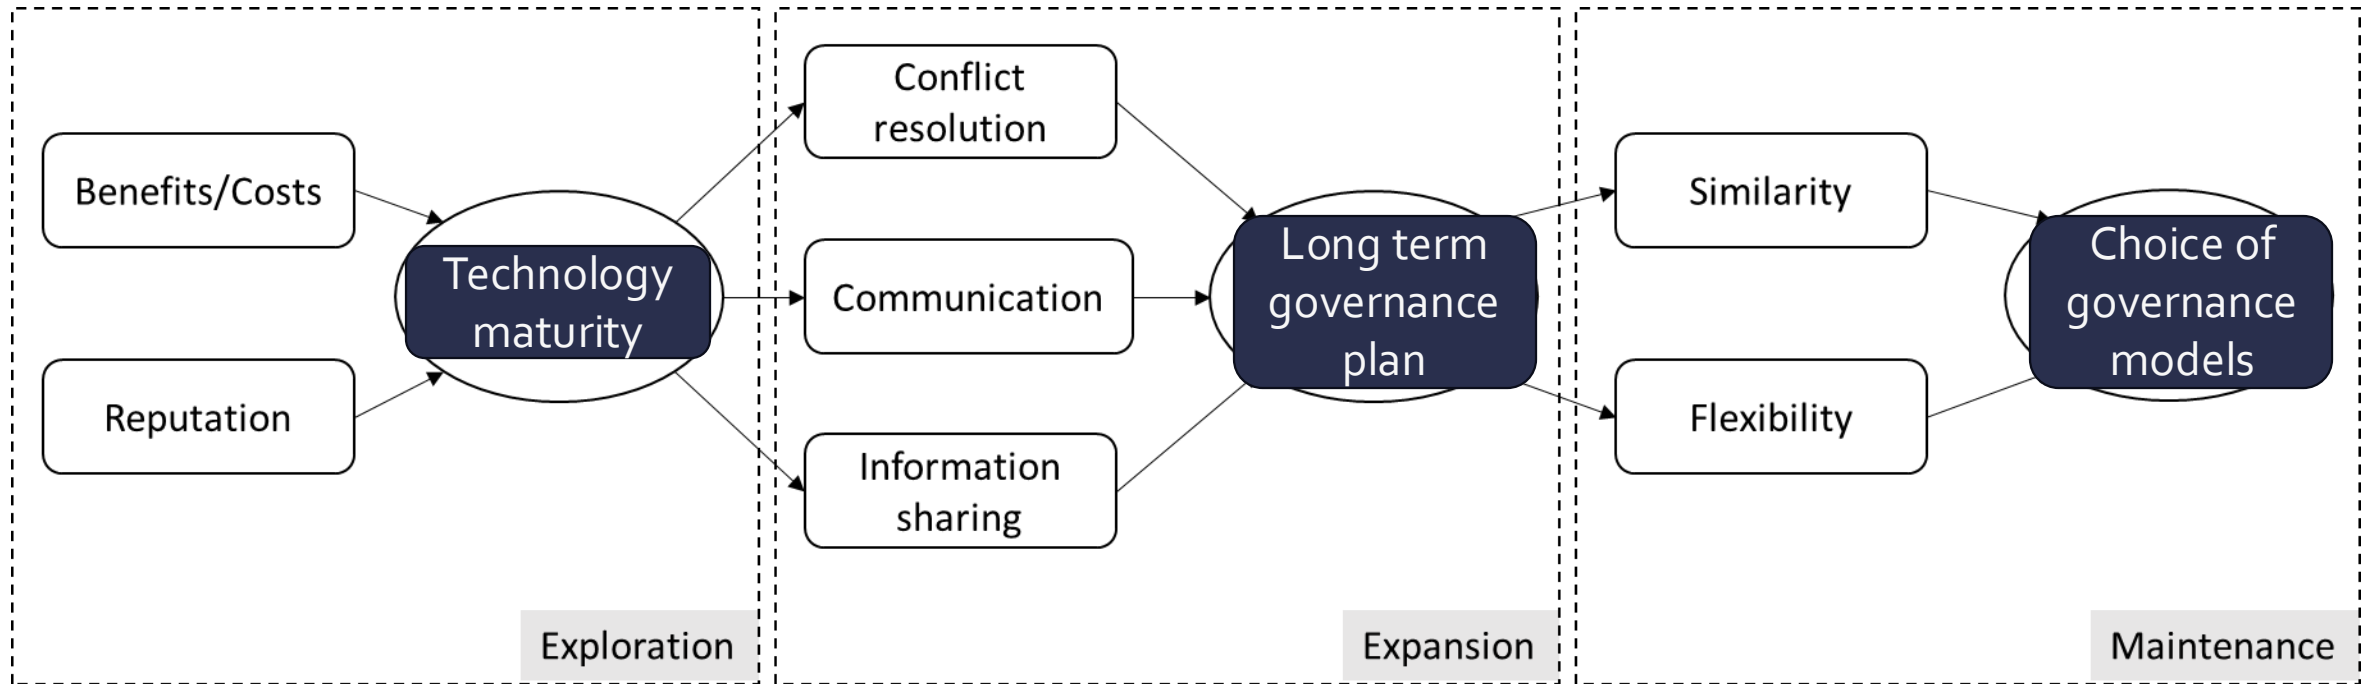 Benefits/Costs
Reputation
Technology
maturity
Exploration
Conflict
resolution
Communication
Information
sharing
Long term
governance
plan
Expansion
Similarity
Flexibility
Choice of
governance
models
Maintenance